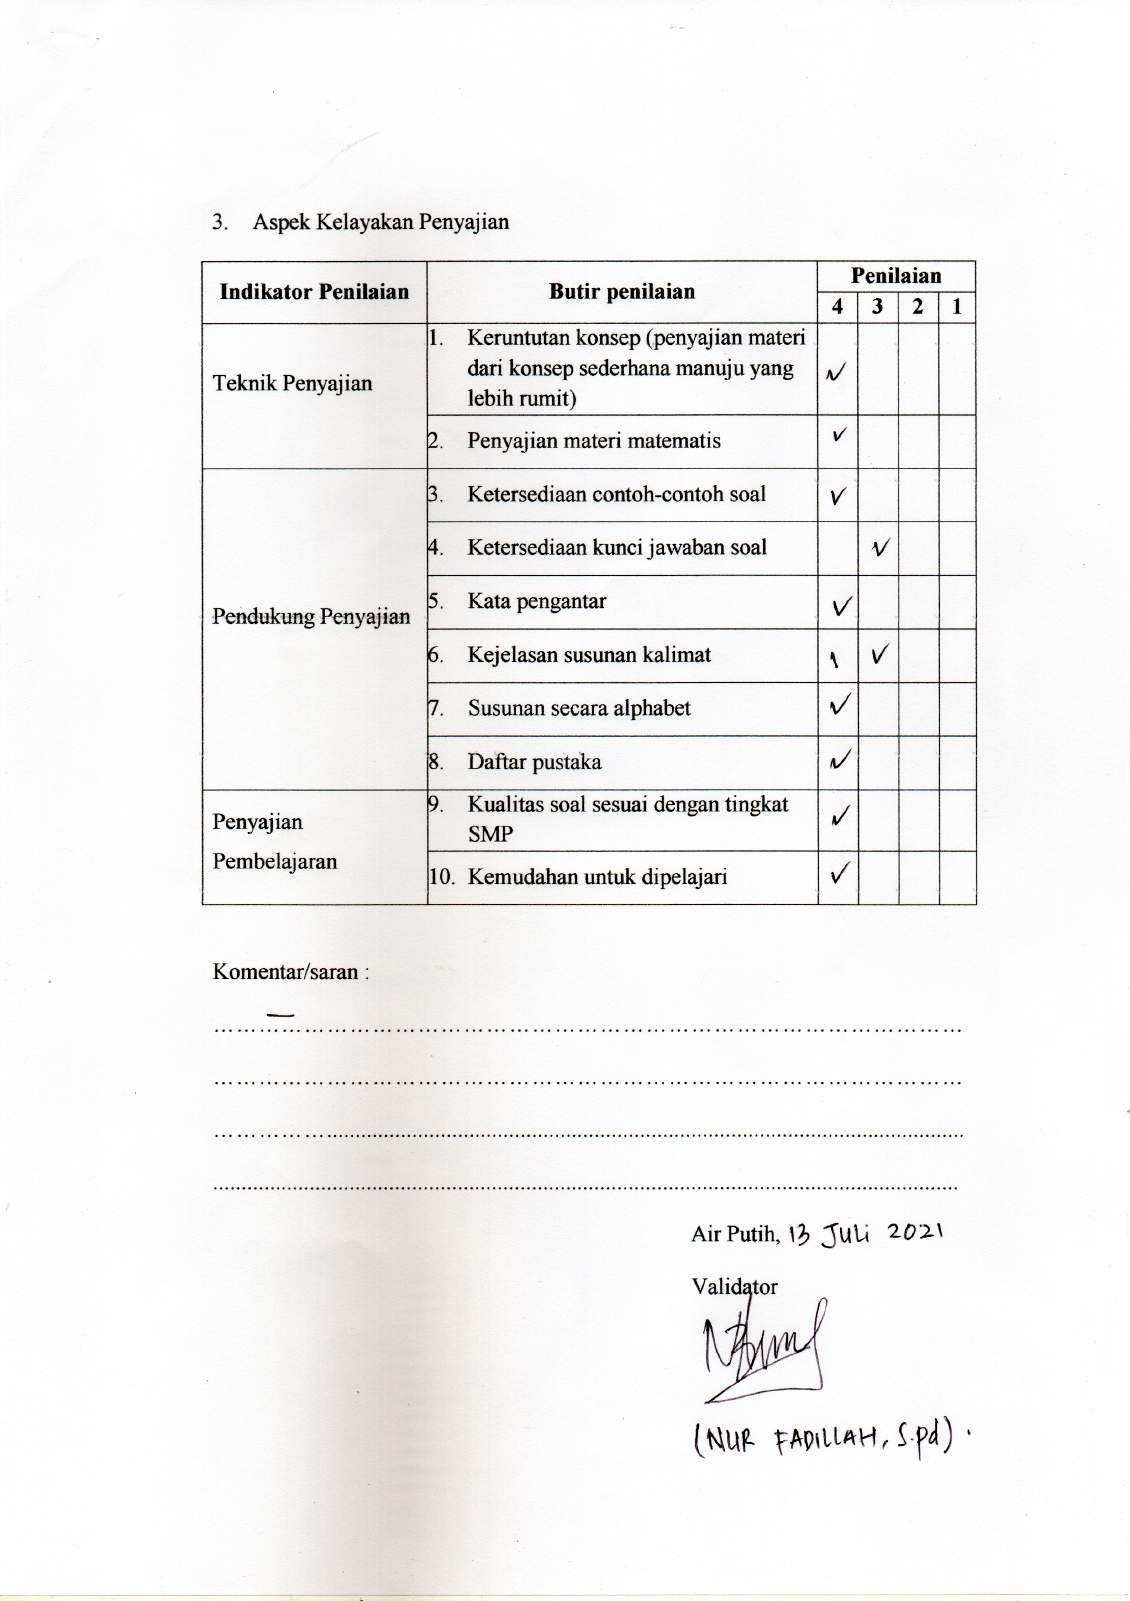 3. Aspek Kelayakan Penyajian
Indikator Penilaian Butir penilaian Penilaian
4 3 2 1
Teknik Penyajian
1. Keruntutan konsep (penyajian materi
dari konsep sederhana manuju yang
lebih rumit)
✓
2. Penyajian materi matematis ✓
Pendukung Penyajian
3. Ketersediaan contoh-contoh soal ✓
4. Ketersediaan kunci jawaban soal ✓
5. Kata pengantar ✓
6. Kejelasan susunan kalimat ✓
7. Susunan secara alphabet ✓
8. Daftar pustaka ✓
Penyajian
Pembelajaran
9. Kualitas soal sesuai dengan tingkat
SMP
✓
10. Kemudahan untuk dipelajari ✓
Komentar/saran :
—
Air Putih, 13 Juli 2021
Validator
(NUR FADILLAH, S.pd).